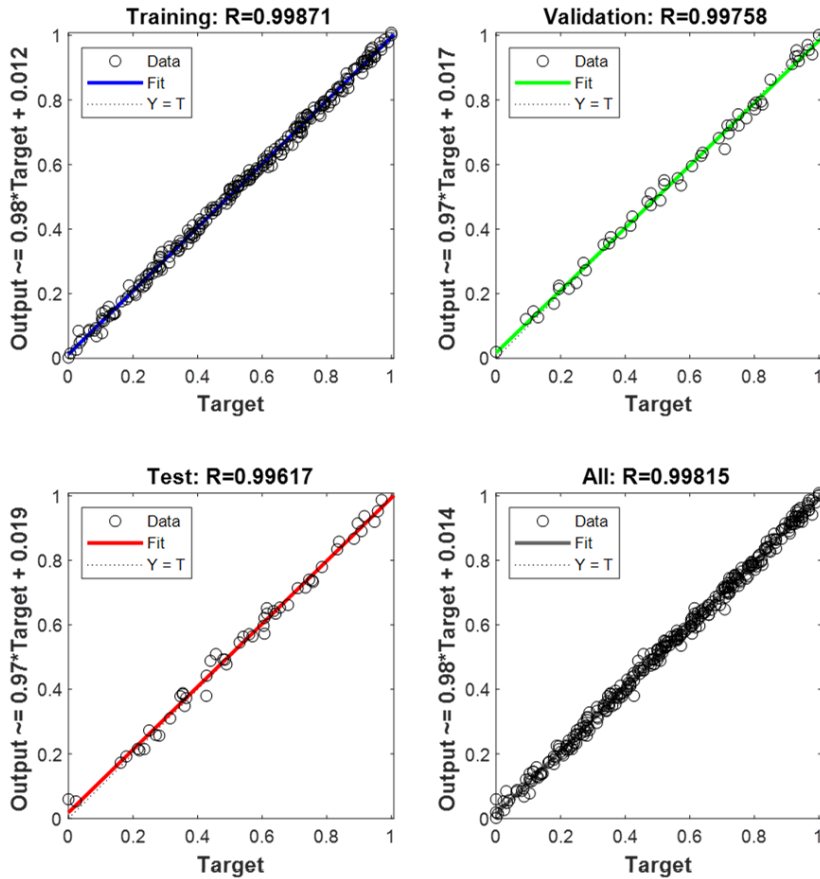 Training: R=0.99871
Output ~= 0.98*Target + 0.012
1
0.8
0.6
0.4
0.2
0
Data
Fit
Y = T
0 0.2 0.4 0.6 0.8 1
Target
Validation: R=0.99758
Output ~= 0.97*Target + 0.017
1
0.8
0.6
0.4
0.2
0
Data
Fit
Y = T
0 0.2 0.4 0.6 0.8 1
Target
Test: R=0.99617
Output ~= 0.97*Target + 0.019
1
0.8
0.6
0.4
0.2
0
Data
Fit
Y = T
0 0.2 0.4 0.6 0.8 1
Target
All: R=0.99815
Output ~= 0.98*Target + 0.014
1
0.8
0.6
0.4
0.2
0
Data
Fit
Y = T
0 0.2 0.4 0.6 0.8 1
Target